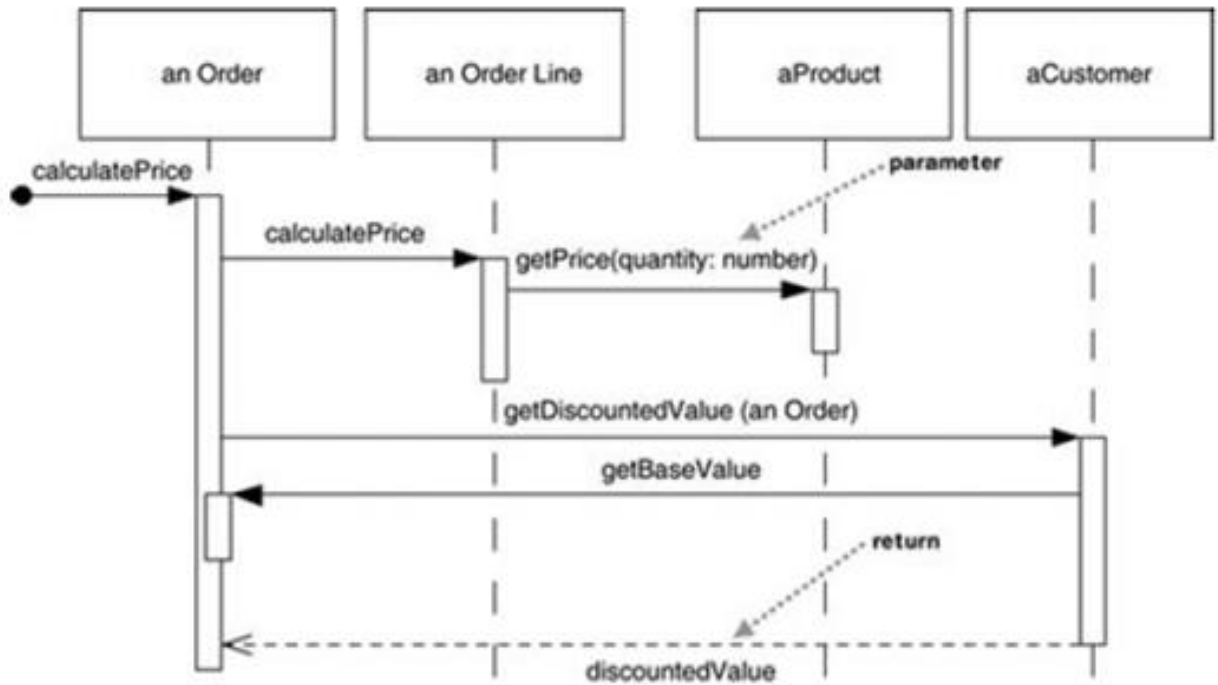 an Order
an Order Line
aProduct
aCustomer
parameter
calculatePrice
calculatePrice
getPrice(quantity: number)
getDiscountedValue (an Order)
getBaseValue
return
discountedValue